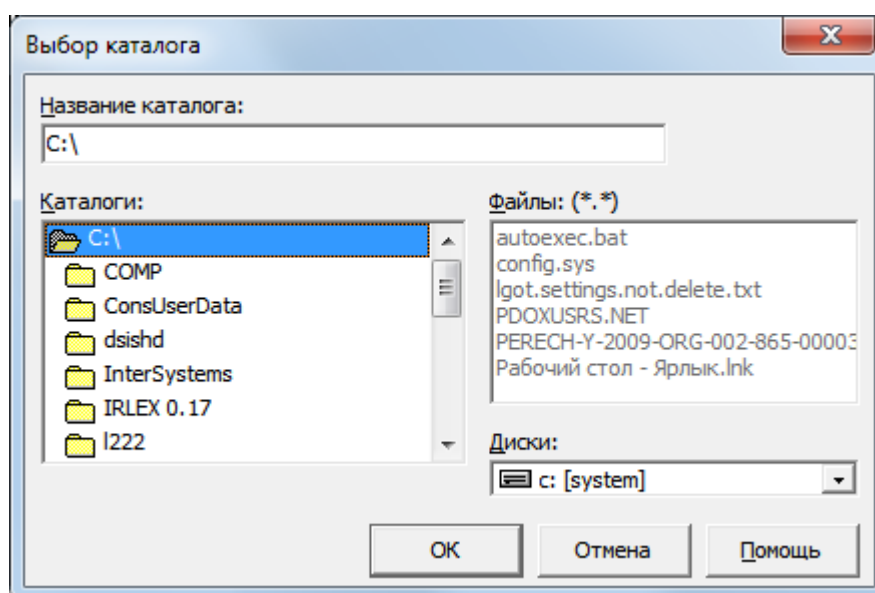 Выбор каталога
Название каталога:
C:\
Каталоги:
C:\
COMP
ConsUserData
dsishd
InterSystems
IRLEX 0.17
l222
Файлы: (*.*)
autoexec.bat
config.sys
lgot.settings.not.delete.txt
PDOXUSRS.NET
PERECH-Y-2009-ORG-002-865-00003
Рабочий стол - Ярлык.lnk
Диски:
c: [system]
ОК
Отмена
Помощь